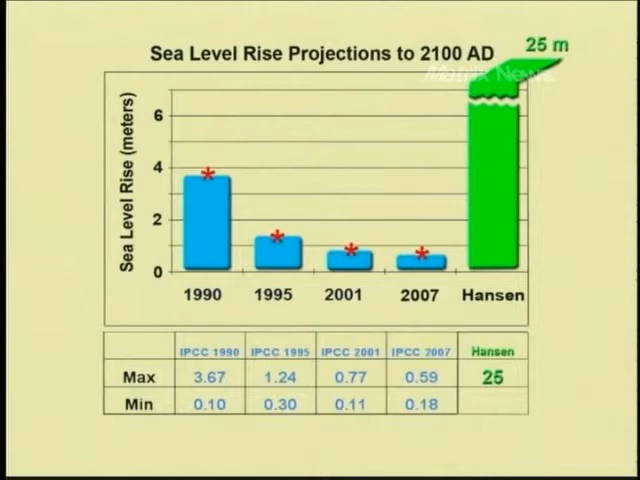 25 m
Sea Level Rise Projections to 2100 AD
Matrix News
Sea Level Rise (meters)
6
4
2
0
1990 1995 2001 2007 Hansen
IPCC 1990 IPCC 1995 IPCC 2001 IPCC 2007 Hansen
Max 3.67 1.24 0.77 0.59 25
Min 0.10 0.30 0.11 0.18